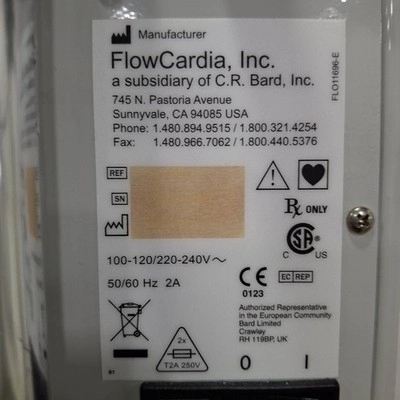 Manufacturer
FlowCardia, Inc.
a subsidiary of C.R. Bard, Inc.
745 N. Pastoria Avenue
Sunnyvale, CA 94085 USA
Phone: 1.480.894.9515 / 1.800.321.4254
Fax: 1.480.966.7062 / 1.800.440.5376
FLO11696-E
REF
SN
Rx ONLY
SA
C US
100-120/220-240V~
50/60 Hz 2A
CE
0123
EC REP
Authorized Representative
in the European Community
Bard Limited
Crawley
RH 119BP, UK
2x
T2A 250V
O I